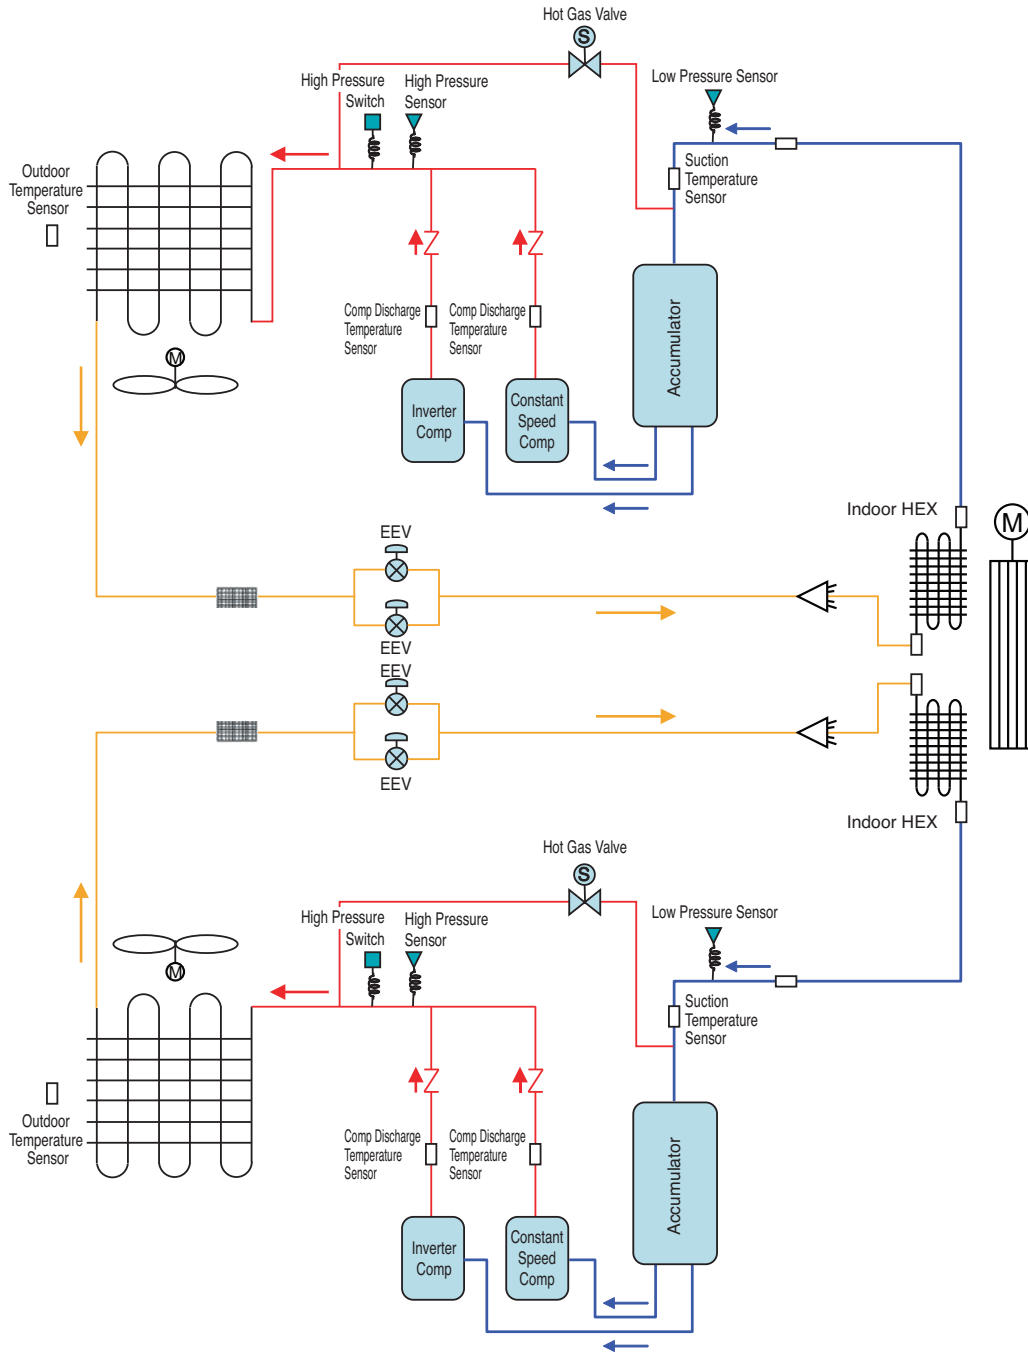 Hot Gas Valve
S
High Pressure
Switch
High Pressure
Sensor
Low Pressure Sensor
Outdoor
Temperature
Sensor
Suction
Temperature
Sensor
Comp Discharge
Temperature
Sensor
Comp Discharge
Temperature
Sensor
M
Inverter
Comp
Constant
Speed
Comp
Accumulator
Indoor HEX
M
EEV
EEV
EEV
EEV
Indoor HEX
Hot Gas Valve
S
High Pressure
Switch
High Pressure
Sensor
Low Pressure Sensor
M
Suction
Temperature
Sensor
Outdoor
Temperature
Sensor
Comp Discharge
Temperature
Sensor
Comp Discharge
Temperature
Sensor
Inverter
Comp
Constant
Speed
Comp
Accumulator